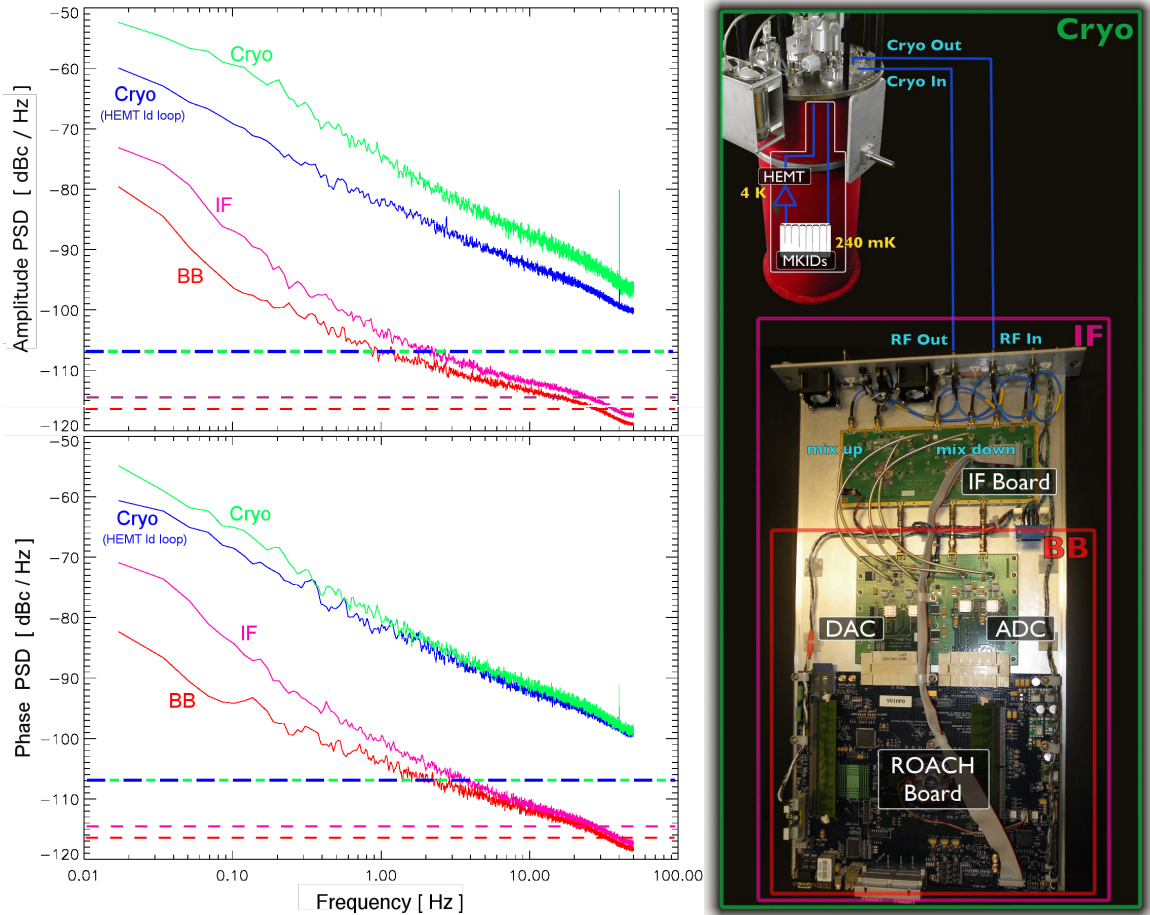 −50
−60
−70
−80
−90
−100
−110
−120
Amplitude PSD [ dBc / Hz ]
Cryo
Cryo
(HEMT Id loop)
IF
BB
−50
−60
−70
−80
−90
−100
−110
−120
Phase PSD [ dBc / Hz ]
Cryo
Cryo
(HEMT Id loop)
IF
BB
0.01 0.10 1.00 10.00 100.00
Frequency [ Hz ]
Cryo
Cryo Out
Cryo In
HEMT
4 K
240 mK
MKIDs
IF
RF Out RF In
mix up mix down
IF Board
BB
DAC ADC
040166
ROACH
Board